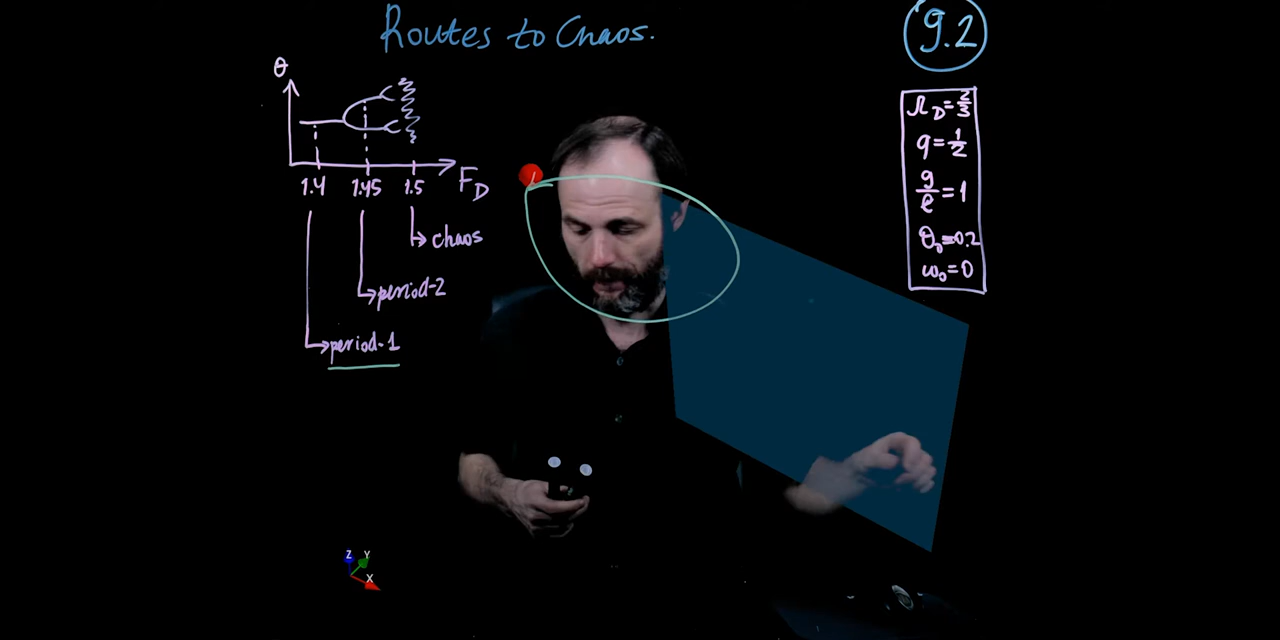 Routes to Chaos.
9.2
θ
1.4 1.45 1.5 F_D
chaos
period-2
period-1
Ω_D=2/3
q=1/2
g/ℓ=1
θ₀=0.2
ω₀=0
Z Y
X